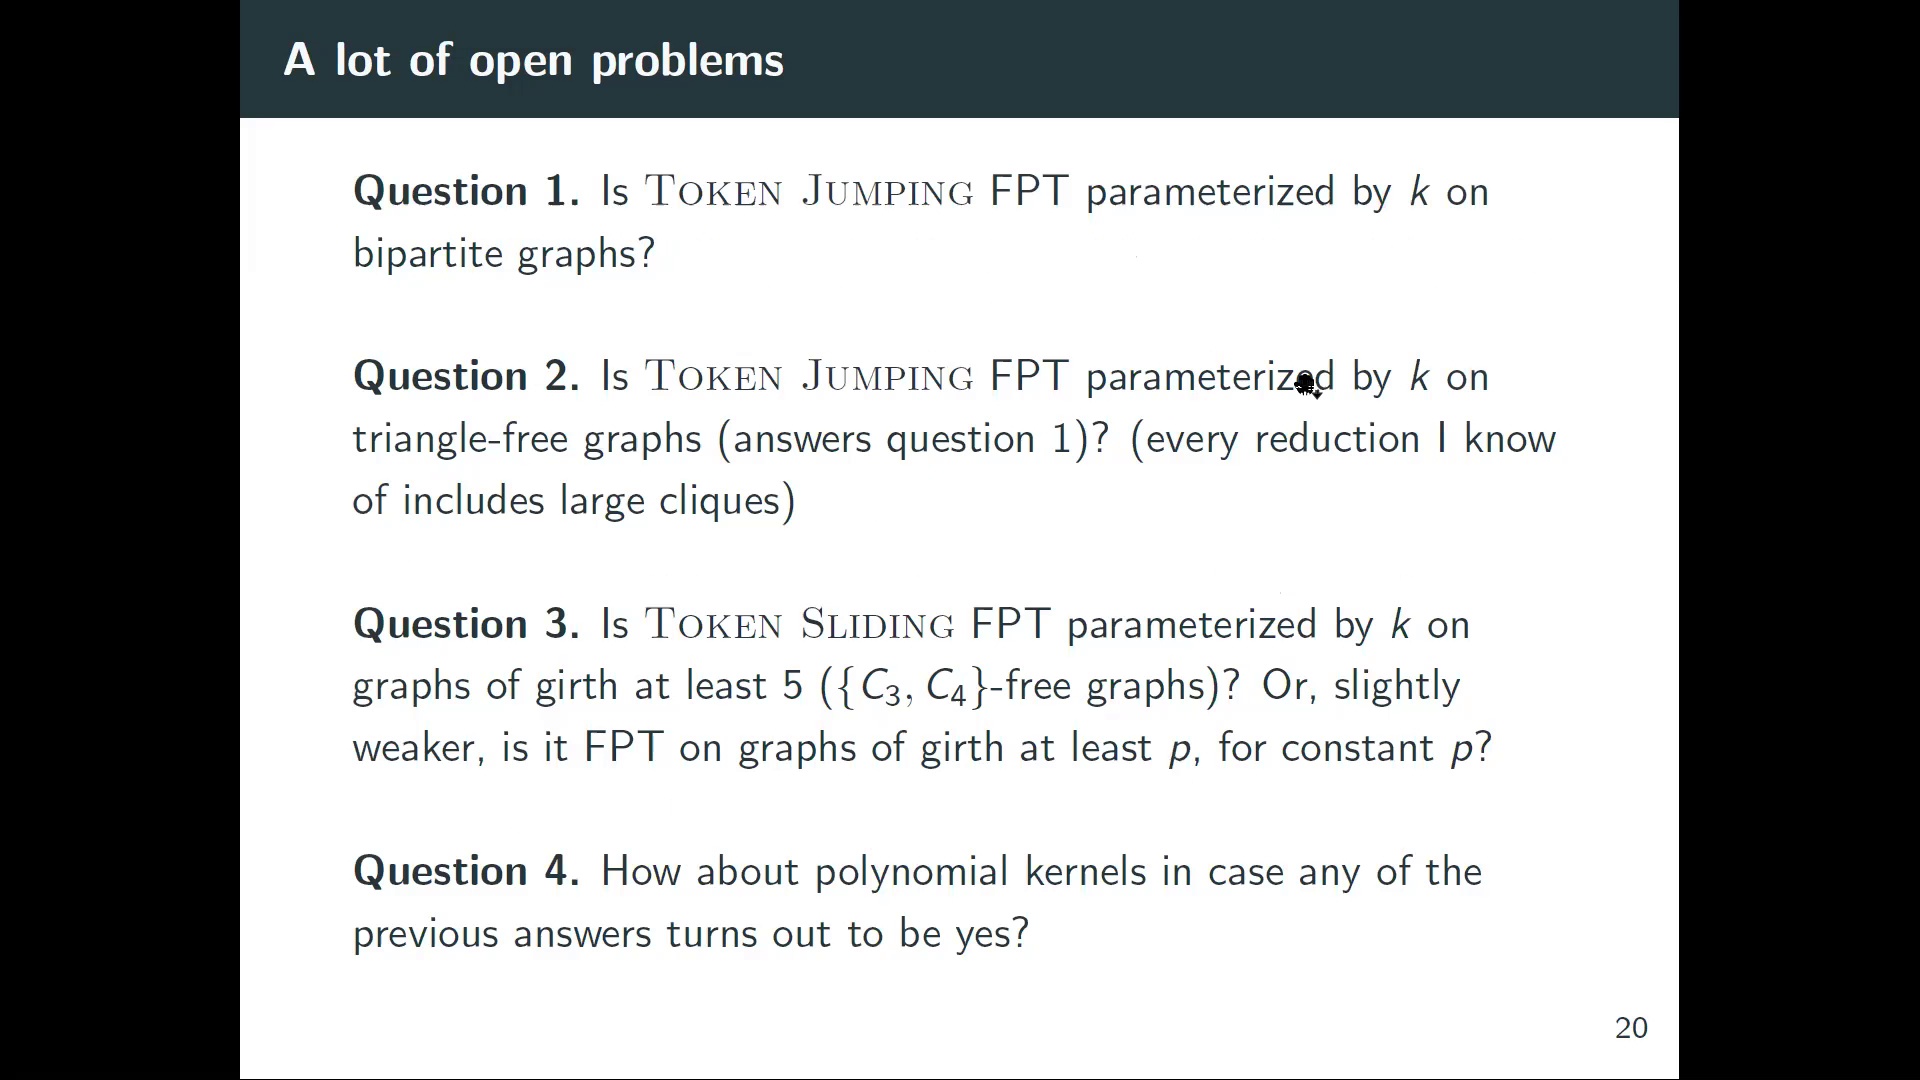 A lot of open problems
Question 1. Is TOKEN JUMPING FPT parameterized by k on
bipartite graphs?
Question 2. Is TOKEN JUMPING FPT parameterized by k on
triangle-free graphs (answers question 1)? (every reduction I know
of includes large cliques)
Question 3. Is TOKEN SLIDING FPT parameterized by k on
graphs of girth at least 5 ({C₃, C₄}-free graphs)? Or, slightly
weaker, is it FPT on graphs of girth at least p, for constant p?
Question 4. How about polynomial kernels in case any of the
previous answers turns out to be yes?
20